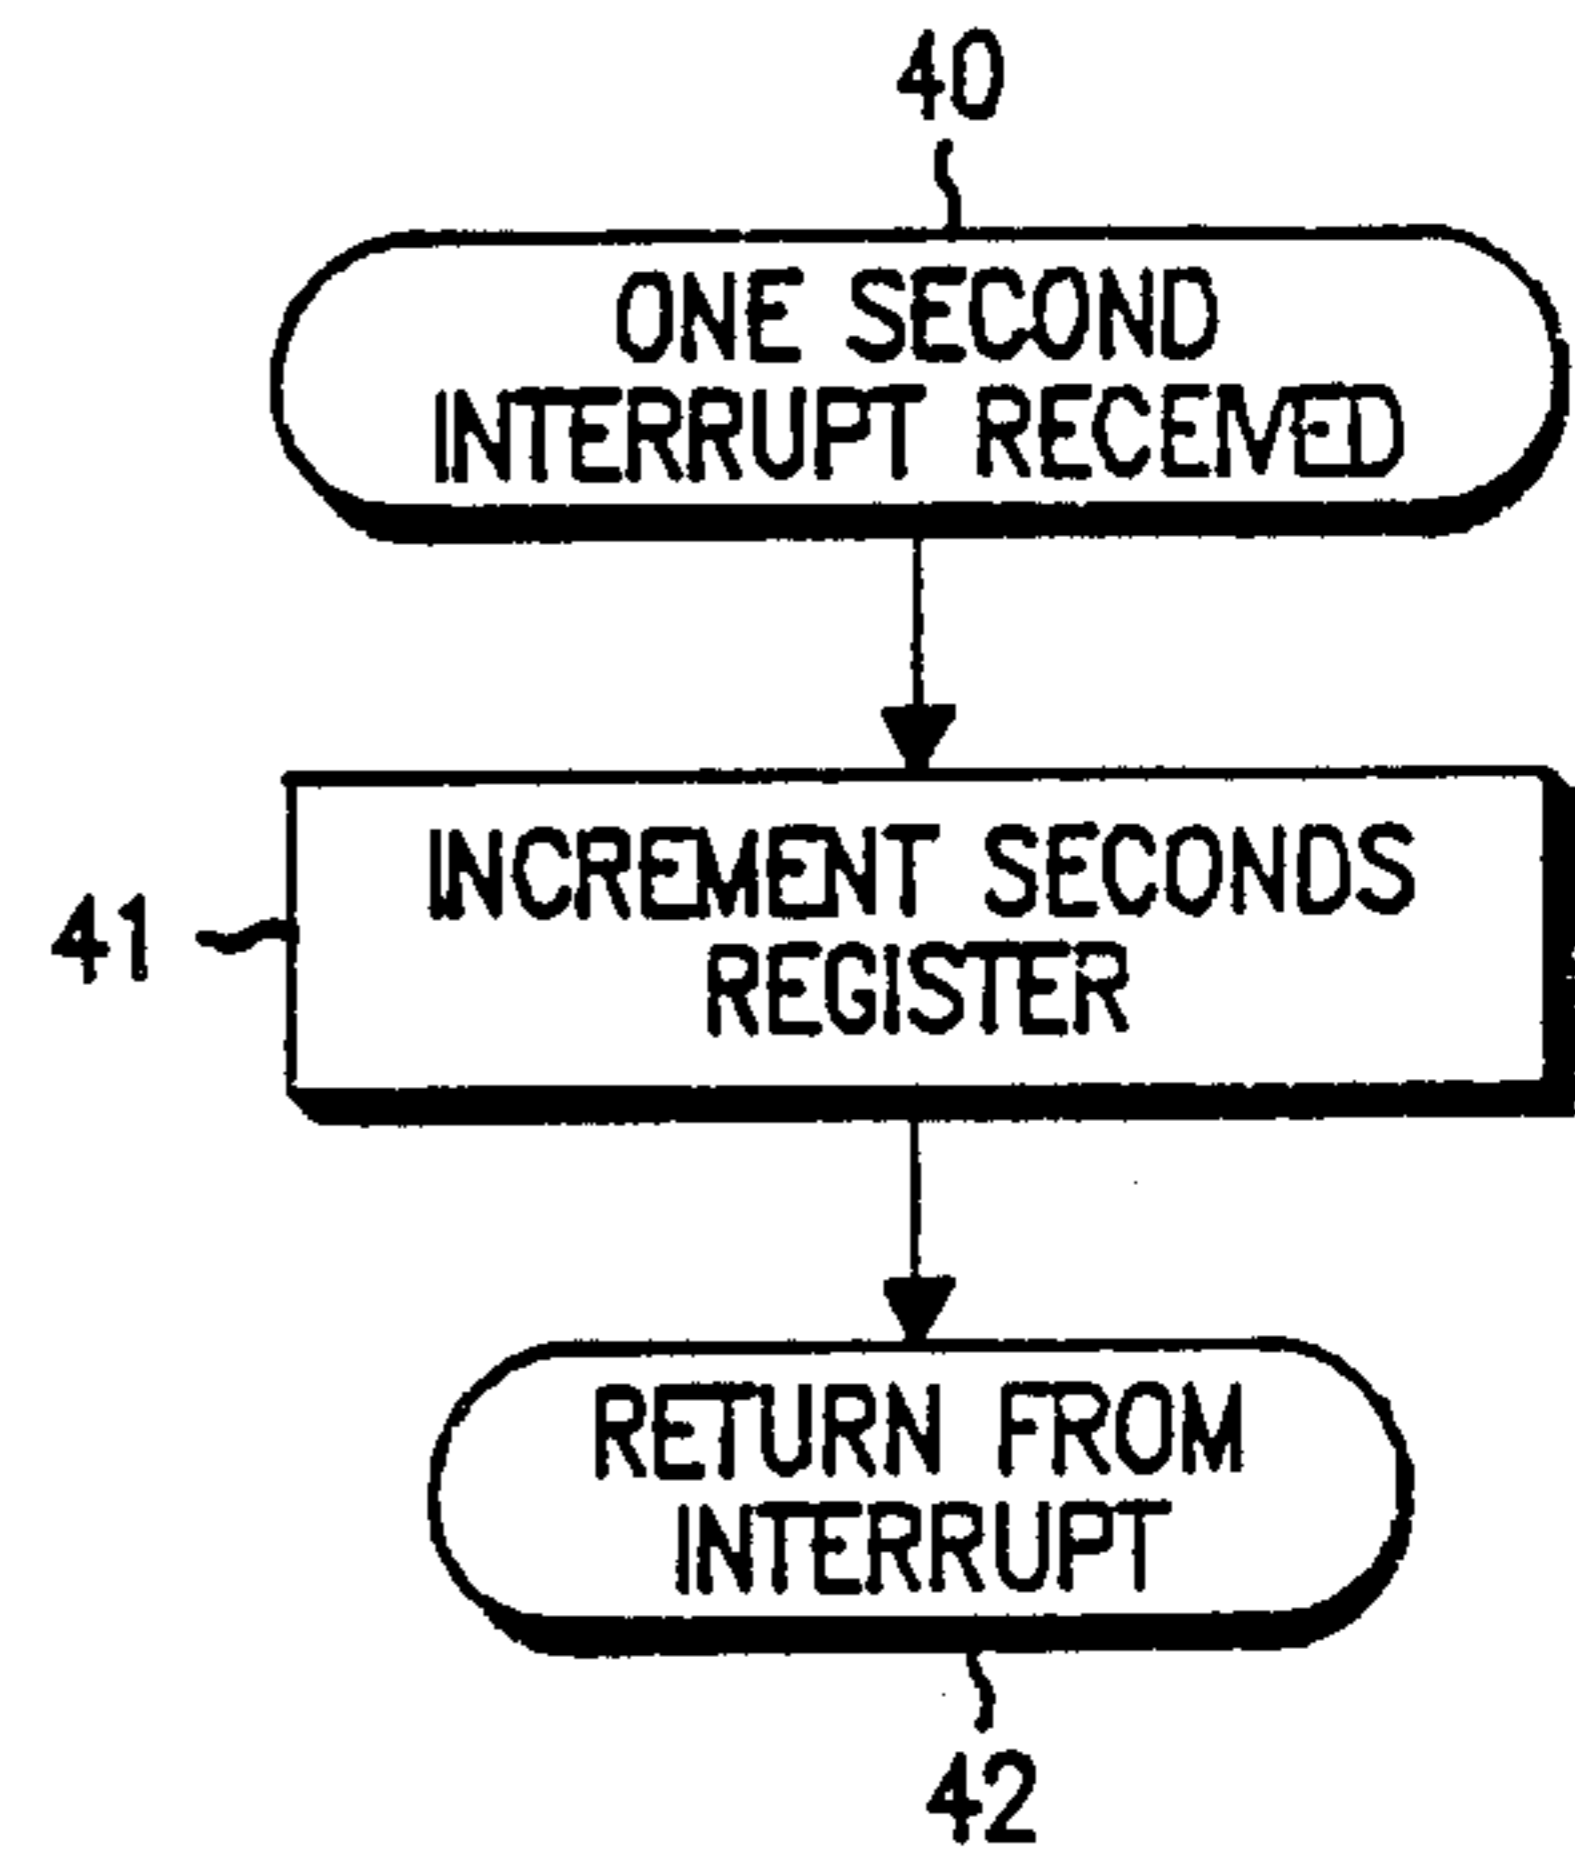 40
ONE SECOND
INTERRUPT RECEIVED
INCREMENT SECONDS
REGISTER
41
RETURN FROM
INTERRUPT
42